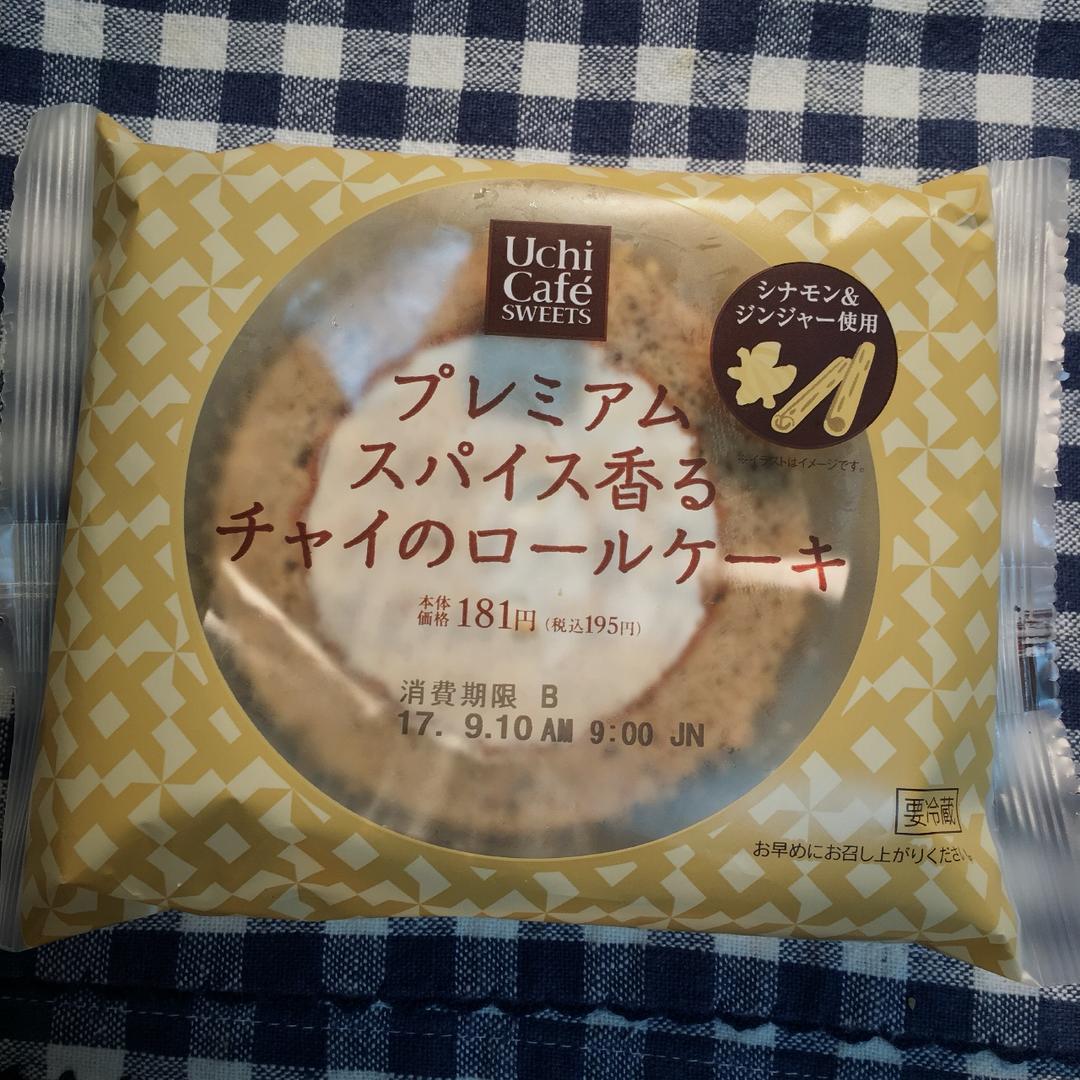 Uchi
Café
SWEETS
シナモン&
ジンジャー使用
※イラストはイメージです。
プレミアム
スパイス香る
チャイのロールケーキ
本体
価格 181円 (税込195円)
消費期限 B
17. 9.10 AM 9:00 JN
要冷蔵
お早めにお召し上がりください。